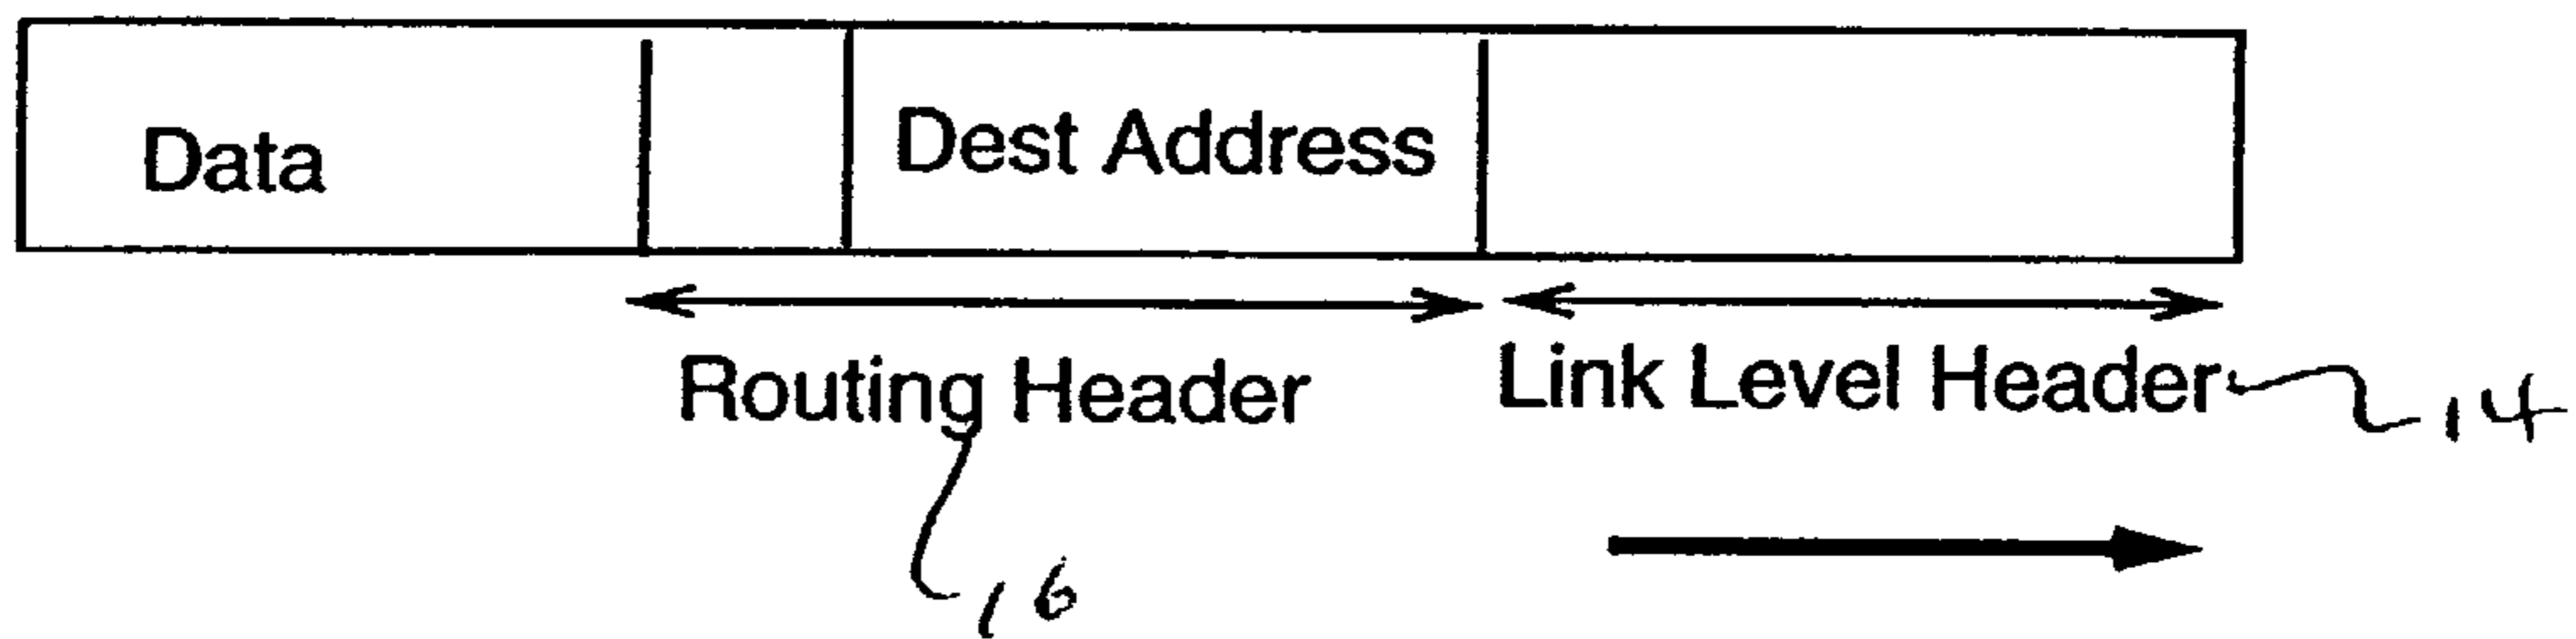 Data
Dest Address
Routing Header
Link Level Header
14
16